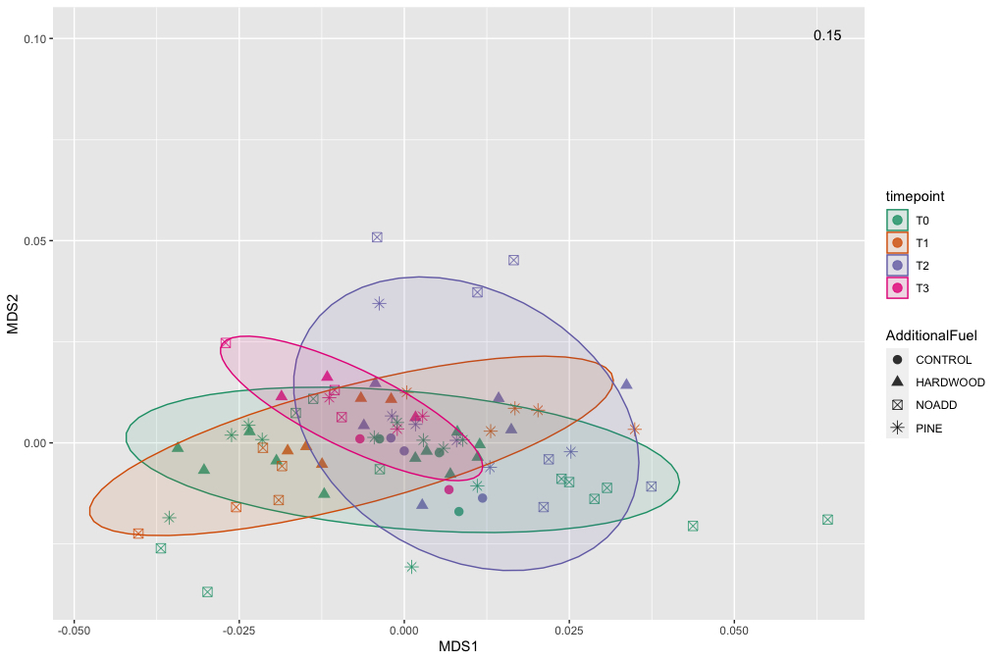 0.10
0.15
0.05
0.00
MDS2
-0.050
-0.025
0.000
0.025
0.050
MDS1
timepoint
T0
T1
T2
T3
AdditionalFuel
CONTROL
HARDWOOD
NOADD
PINE